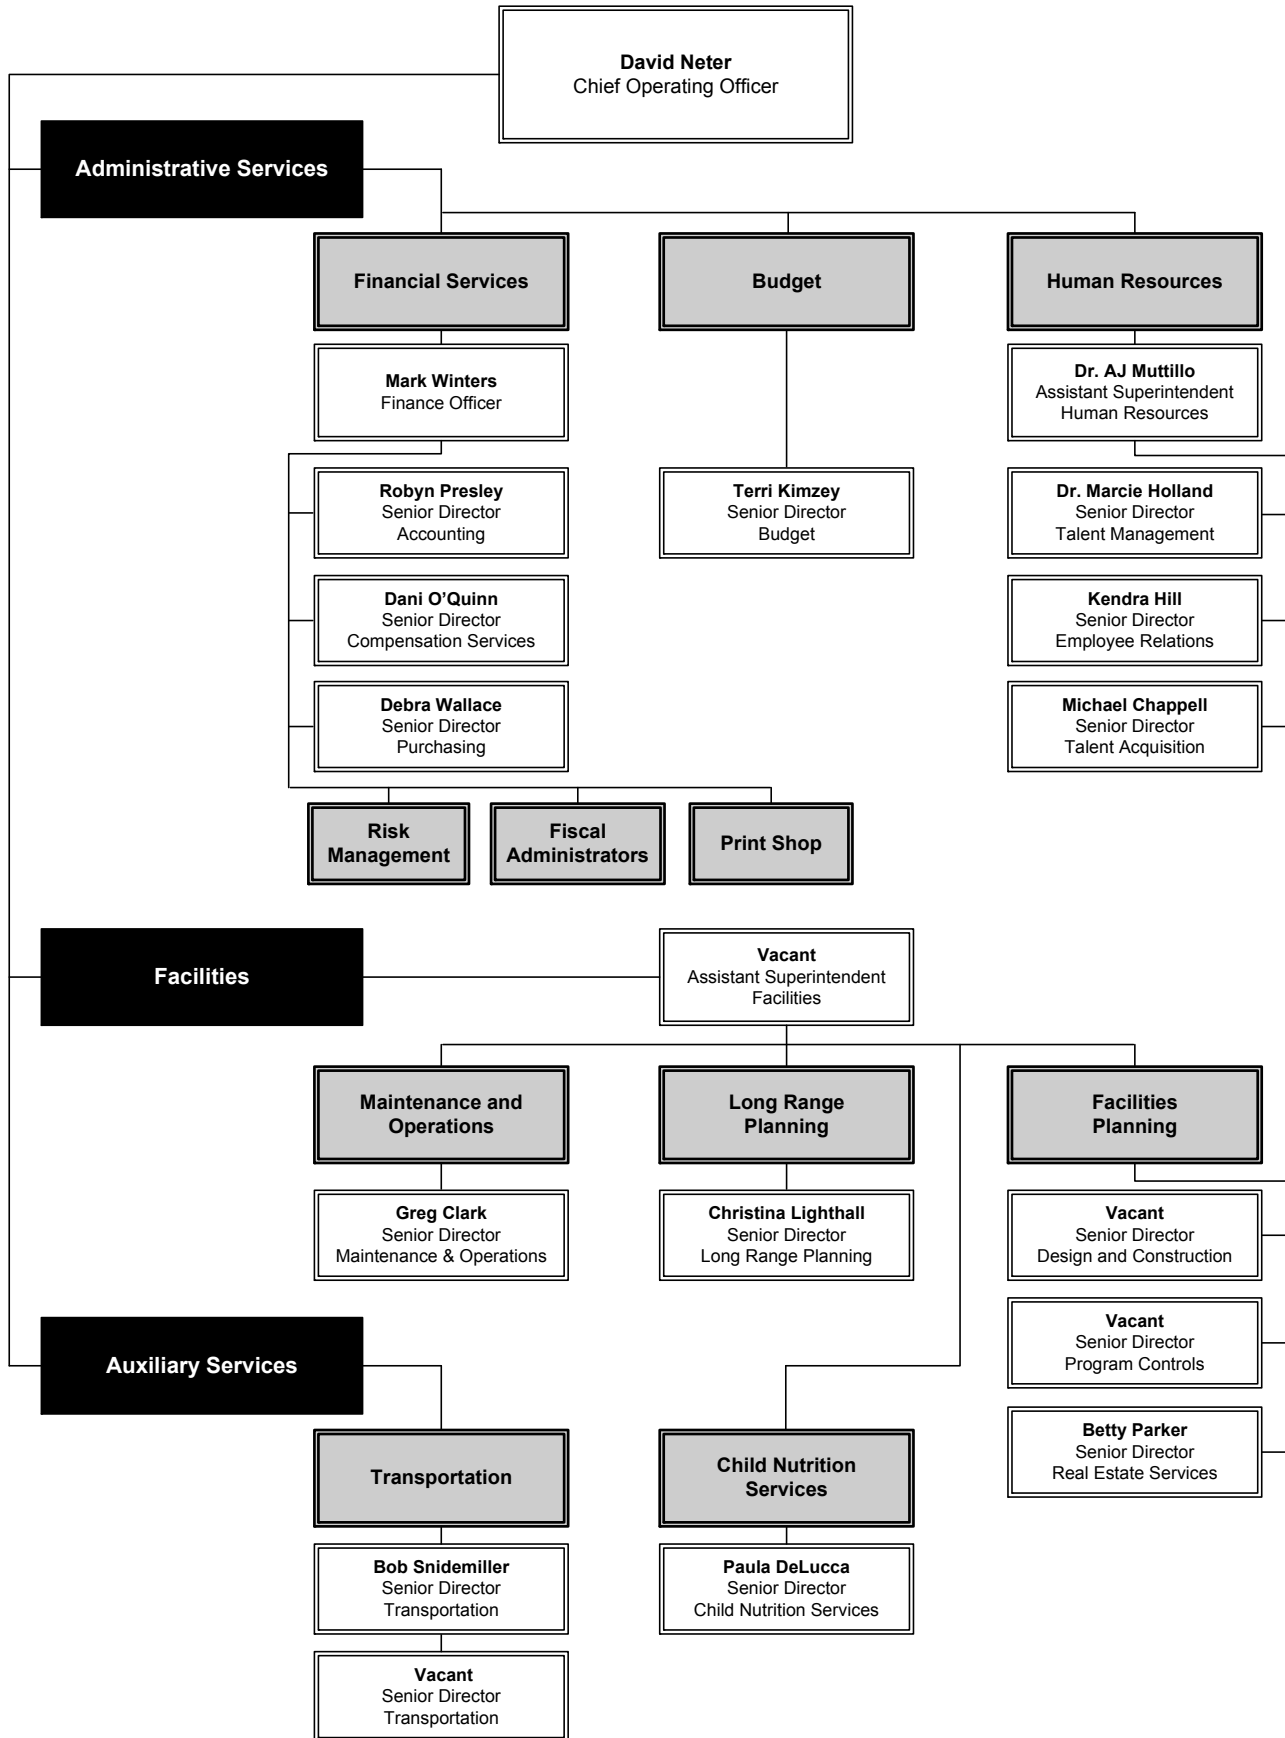 David Neter
Chief Operating Officer
Administrative Services
Financial Services
Budget
Human Resources
Mark Winters
Finance Officer
Dr. AJ Muttillo
Assistant Superintendent
Human Resources
Robyn Presley
Senior Director
Accounting
Terri Kimzey
Senior Director
Budget
Dr. Marcie Holland
Senior Director
Talent Management
Dani O’Quinn
Senior Director
Compensation Services
Kendra Hill
Senior Director
Employee Relations
Debra Wallace
Senior Director
Purchasing
Michael Chappell
Senior Director
Talent Acquisition
Risk
Management
Fiscal
Administrators
Print Shop
Facilities
Vacant
Assistant Superintendent
Facilities
Maintenance and
Operations
Long Range
Planning
Facilities
Planning
Greg Clark
Senior Director
Maintenance & Operations
Christina Lighthall
Senior Director
Long Range Planning
Vacant
Senior Director
Design and Construction
Vacant
Senior Director
Program Controls
Auxiliary Services
Betty Parker
Senior Director
Real Estate Services
Transportation
Child Nutrition
Services
Bob Snidemiller
Senior Director
Transportation
Paula DeLucca
Senior Director
Child Nutrition Services
Vacant
Senior Director
Transportation